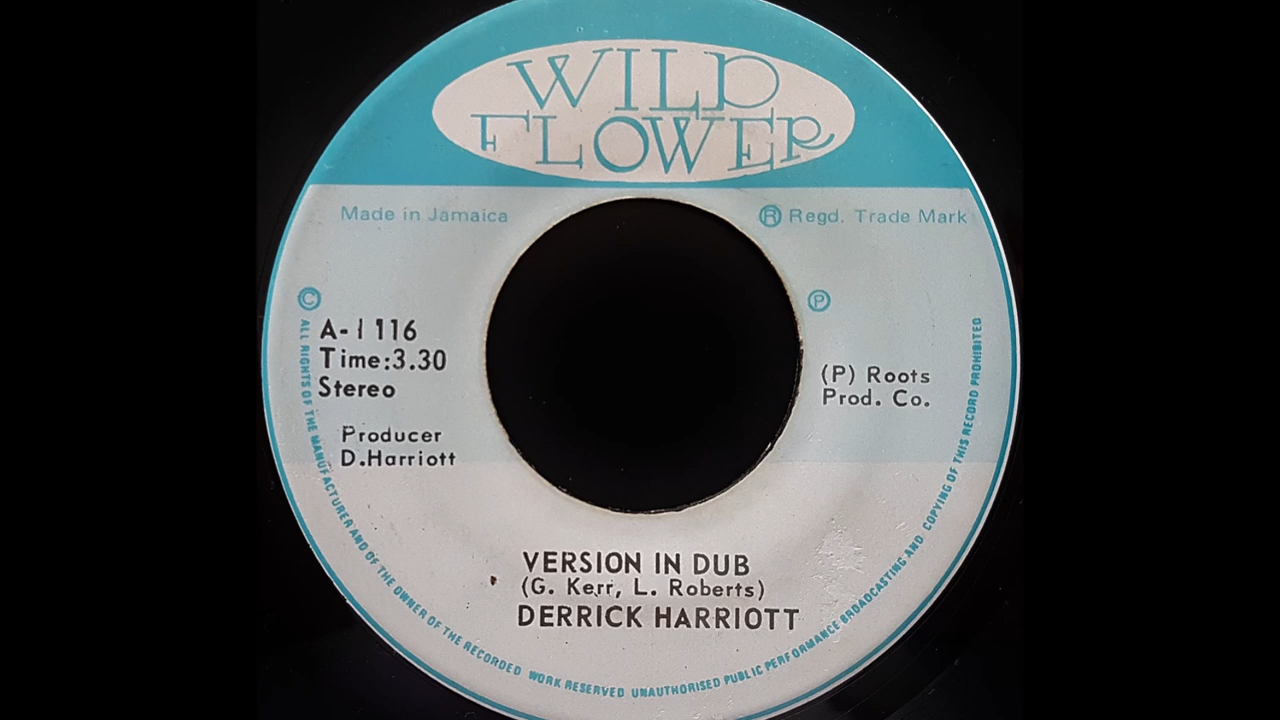 WILD
FLOWER
Made in Jamaica
Ⓡ Regd. Trade Mark
©
Ⓟ
A-1116
Time:3.30
Stereo
(P) Roots
Prod. Co.
Producer
D.Harriott
VERSION IN DUB
(G. Kerr, L. Roberts)
DERRICK HARRIOTT
ALL RIGHTS OF THE MANUFACTURER AND OF THE OWNER OF THE RECORDED WORK RESERVED UNAUTHORISED PUBLIC PERFORMANCE BROADCASTING AND COPYING OF THIS RECORD PROHIBITED